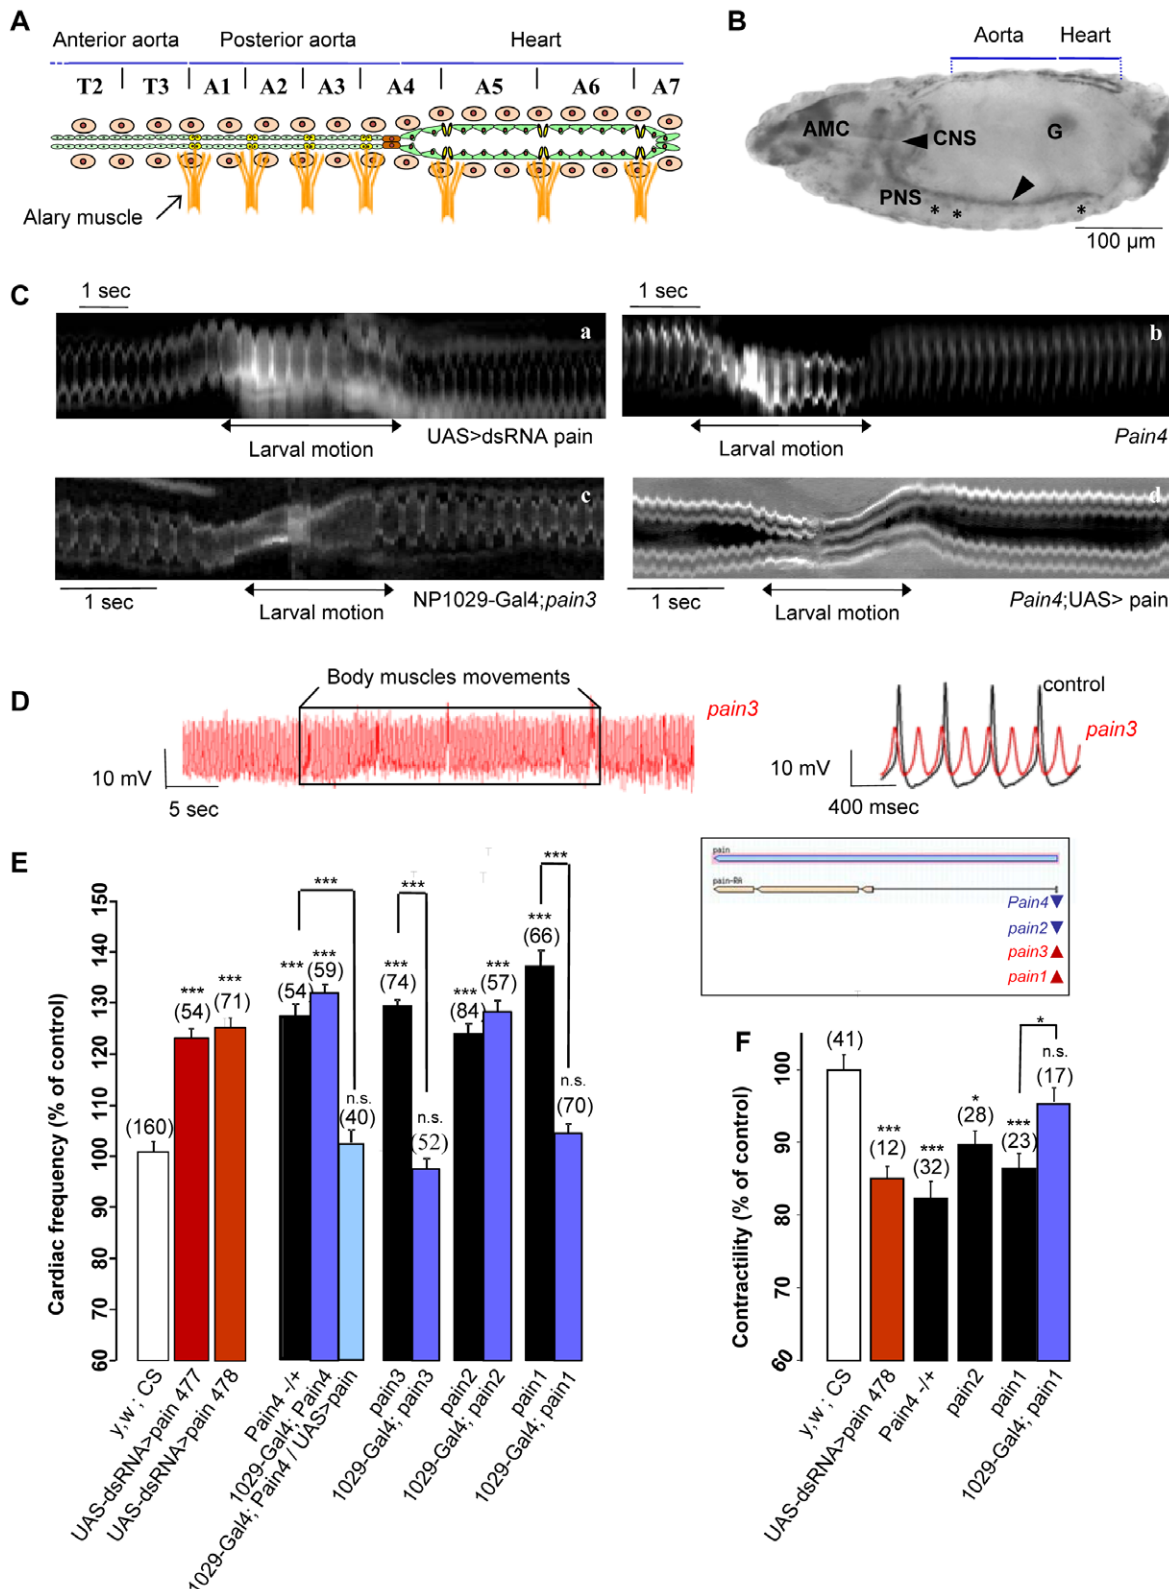 A
Anterior aorta Posterior aorta Heart
T2 T3 A1 A2 A3 A4 A5 A6 A7
Alary muscle
B
Aorta Heart
AMC CNS G
PNS * * *
100 µm
C
1 sec
a
Larval motion
UAS>dsRNA pain
1 sec
b
Larval motion
Pain4
c
1 sec
Larval motion
NP1029-Gal4;pain3
d
1 sec
Larval motion
Pain4;UAS> pain
D
Body muscles movements
pain3
10 mV
5 sec
control
pain3
10 mV
400 msec
pain
pain-RA
Pain4
pain2
pain3
pain1
E
Cardiac frequency (% of control)
150
140
130
120
110
100
90
80
70
60
(160)
***
(54)
***
(71)
***
***
(54)
***
(59)
n.s.
(40)
***
***
(74)
n.s.
(52)
***
(84)
***
(57)
***
***
(66)
n.s.
(70)
y,w ; CS
UAS-dsRNA>pain 477
UAS-dsRNA>pain 478
Pain4 -/+
1029-Gal4; Pain4
1029-Gal4; Pain4 / UAS>pain
pain3
1029-Gal4; pain3
pain2
1029-Gal4; pain2
pain1
1029-Gal4; pain1
F
Contractility (% of control)
100
90
80
70
60
(41)
***
(12)
***
(32)
*
(28)
***
(23)
*
n.s.
(17)
y,w ; CS
UAS-dsRNA>pain 478
Pain4 -/+
pain2
pain1
1029-Gal4; pain1